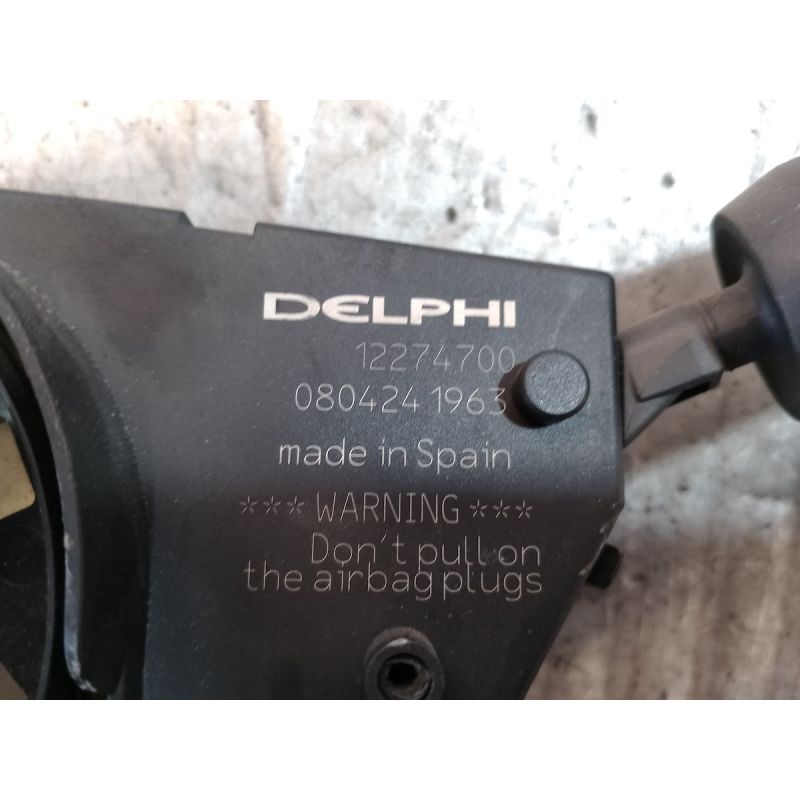 DELPHI
12274700
080424 1963
made in Spain
*** WARNING ***
Don't pull on
the airbag plugs